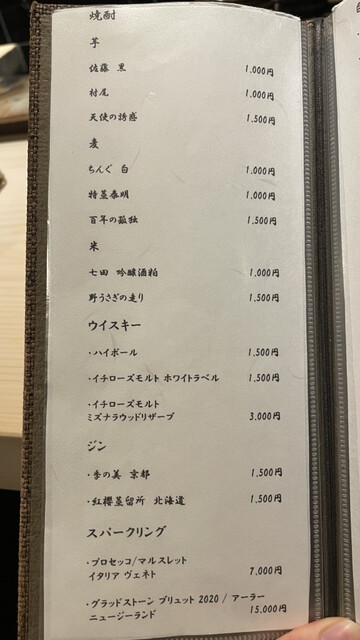 焼酎
芋
佐藤 黒 1,000円
村尾 1,000円
天使の誘惑 1,500円
麦
ちんぐ 白 1,000円
特蒸泰明 1,000円
百年の孤独 1,500円
米
七田 吟醸酒粕 1,000円
野うさぎの走り 1,500円
ウイスキー
・ハイボール 1,500円
・イチローズモルト ホワイトラベル 1,500円
・イチローズモルト
ミズナラウッドリザーブ 3,000円
ジン
・季の美 京都 1,500円
・紅櫻蒸留所 北海道 1,500円
スパークリング
・プロセッコ/マルスレット
イタリア ヴェネト 7,000円
・グラッドストーン ブリュット 2020 / アーラー
ニュージーランド 15,000円